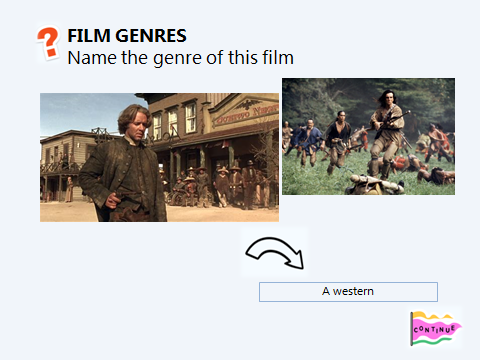 FILM GENRES
Name the genre of this film
A western
CONTINUE